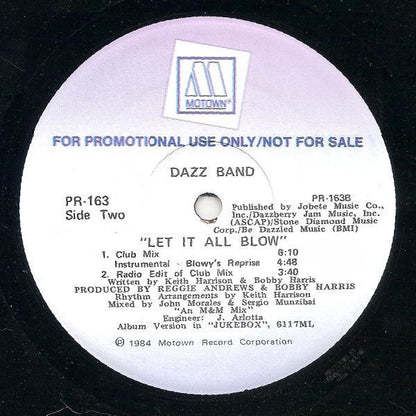 MOTOWN®
FOR PROMOTIONAL USE ONLY/NOT FOR SALE
DAZZ BAND
PR-163
Side Two
PR-163B
Published by Jobete Music Co.,
Inc./Dazzberry Jam Music, Inc.
(ASCAP)/Stone Diamond Music
Corp./Be Dazzled Music (BMI)
"LET IT ALL BLOW"
1. Club Mix 6:10
Instrumental - Blowy's Reprise 4:48
2. Radio Edit of Club Mix 3:40
Written by Keith Harrison & Bobby Harris
PRODUCED BY REGGIE ANDREWS & BOBBY HARRIS
Rhythm Arrangements by Keith Harrison
Mixed by John Morales & Sergio Munzibai
"An M&M Mix"
Engineer: J. Arlotta
Album Version in "JUKEBOX", 6117ML
℗ © 1984 Motown Record Corporation